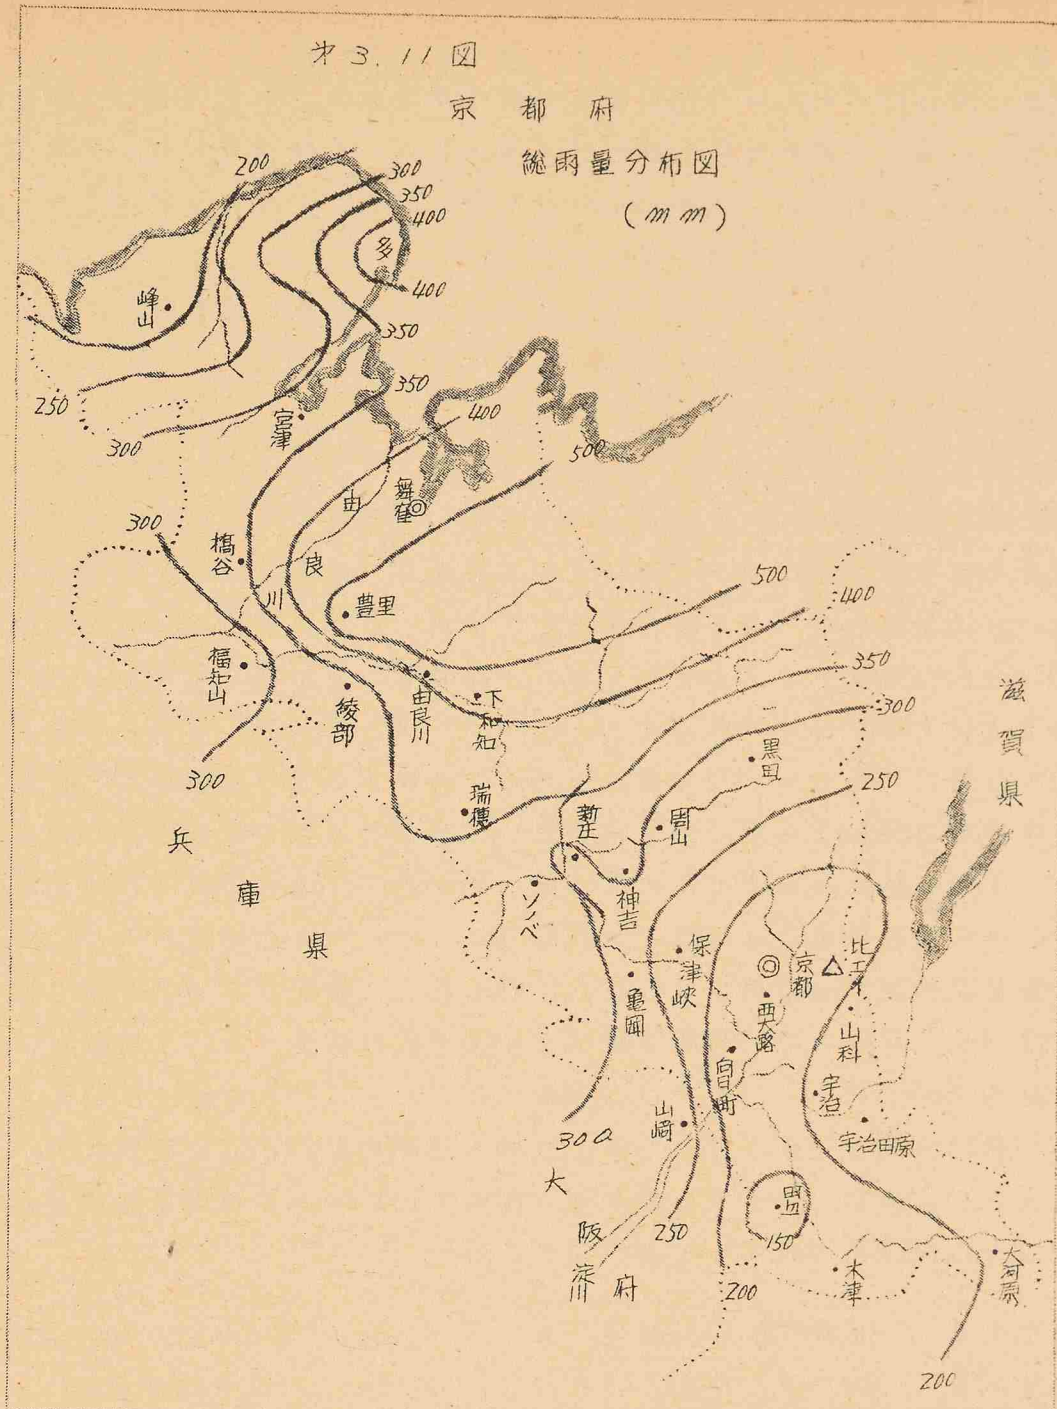 第3.11図
京都府
総雨量分布図
(mm)
200
300
350
400
多
400
350
峰山
250
300
宮津
350
400
500
舞鶴
由
良
川
300
橋谷
豊里
福知山
綾部
由良川
下和知
300
500
400
350
300
250
滋賀県
黒田
周山
瑞穂
新庄
神吉
ソノベ
兵庫県
保津峡
亀岡
京都
比エイ
西大路
山科
向日町
宇治
宇治田原
山崎
300
大阪府
淀川
250
田辺
150
200
木津
大河原
200